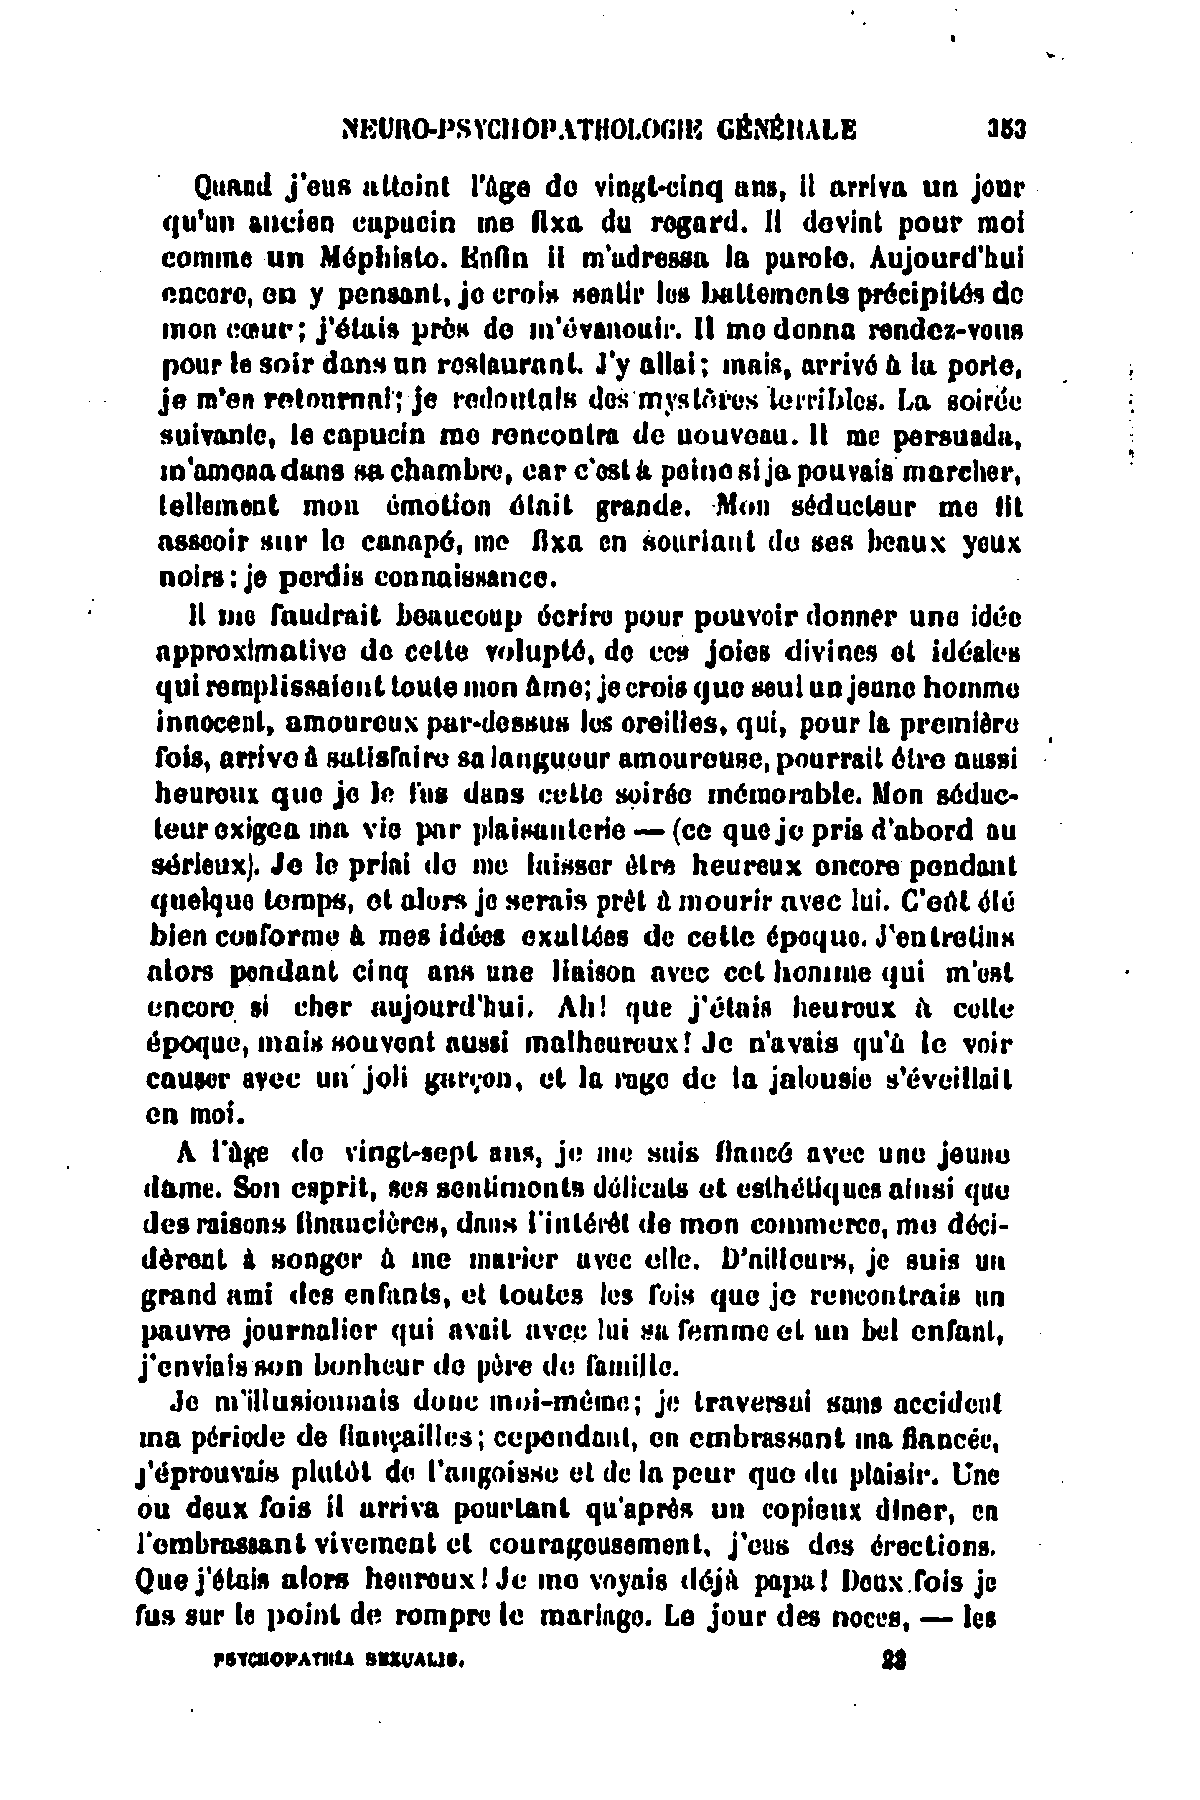 NEURO-PSYCHOPATHOLOGIE GÉNÉRALE 353
Quand j'eus atteint l'âge de vingt-cinq ans, il arriva un jour
qu'un ancien capucin me fixa du regard. Il devint pour moi
comme un Méphisto. Enfin il m'adressa la parole. Aujourd'hui
encore, en y pensant, je crois sentir les battements précipités de
mon cœur; j'étais près de m'évanouir. Il me donna rendez-vous
pour le soir dans un restaurant. J'y allai; mais, arrivé à la porte,
je m'en retournai; je redoutais des mystères terribles. La soirée
suivante, le capucin me rencontra de nouveau. Il me persuada,
m'amena dans sa chambre, car c'est à peine si je pouvais marcher,
tellement mon émotion était grande. Mon séducteur me fit
asseoir sur le canapé, me fixa en souriant de ses beaux yeux
noirs: je perdis connaissance.
Il me faudrait beaucoup écrire pour pouvoir donner une idée
approximative de cette volupté, de ces joies divines et idéales
qui remplissaient toute mon âme; je crois que seul un jeune homme
innocent, amoureux par-dessus les oreilles, qui, pour la première
fois, arrive à satisfaire sa langueur amoureuse, pourrait être aussi
heureux que je le fus dans cette soirée mémorable. Mon séduc-
teur exigea ma vie par plaisanterie — (ce que je pris d'abord au
sérieux). Je le priai de me laisser être heureux encore pendant
quelque temps, et alors je serais prêt à mourir avec lui. C'eût été
bien conforme à mes idées exaltées de cette époque. J'entretins
alors pendant cinq ans une liaison avec cet homme qui m'est
encore si cher aujourd'hui. Ah! que j'étais heureux à cette
époque, mais souvent aussi malheureux! Je n'avais qu'à le voir
causer avec un joli garçon, et la rage de la jalousie s'éveillait
en moi.
A l'âge de vingt-sept ans, je me suis fiancé avec une jeune
dame. Son esprit, ses sentiments délicats et esthétiques ainsi que
des raisons financières, dans l'intérêt de mon commerce, me déci-
dèrent à songer à me marier avec elle. D'ailleurs, je suis un
grand ami des enfants, et toutes les fois que je rencontrais un
pauvre journalier qui avait avec lui sa femme et un bel enfant,
j'enviais son bonheur de père de famille.
Je m'illusionnais donc moi-même; je traversai sans accident
ma période de fiançailles; cependant, en embrassant ma fiancée,
j'éprouvais plutôt de l'angoisse et de la peur que du plaisir. Une
ou deux fois il arriva pourtant qu'après un copieux dîner, en
l'embrassant vivement et courageusement, j'eus des érections.
Que j'étais alors heureux! Je me voyais déjà papa! Deux fois je
fus sur le point de rompre le mariage. Le jour des noces, — les
PSYCHOPATHIA SEXUALIS. 23